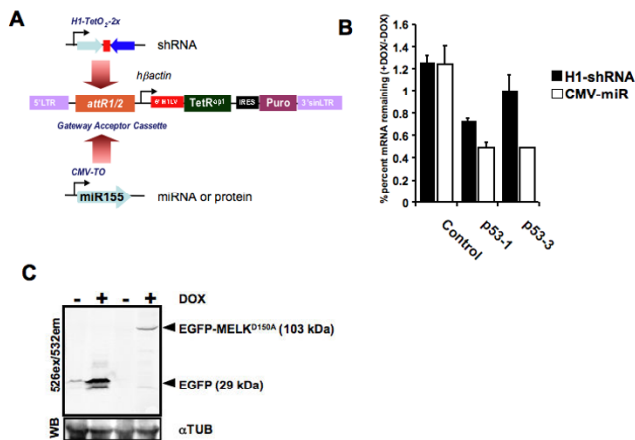 A
H1-TetO2-2x
shRNA
hβactin
5'LTR
attR1/2
TetRopt
IRES
Puro
3'sinLTR
Gateway Acceptor Cassette
CMV-TO
miR155
miRNA or protein
B
% percent mRNA remaining (+DOX/-DOX)
1.6
1.4
1.2
1
0.8
0.6
0.4
0.2
0
H1-shRNA
CMV-miR
Control
p53-1
p53-3
C
- + - + DOX
526ex/532em
EGFP-MELKD150A (103 kDa)
EGFP (29 kDa)
WB
αTUB